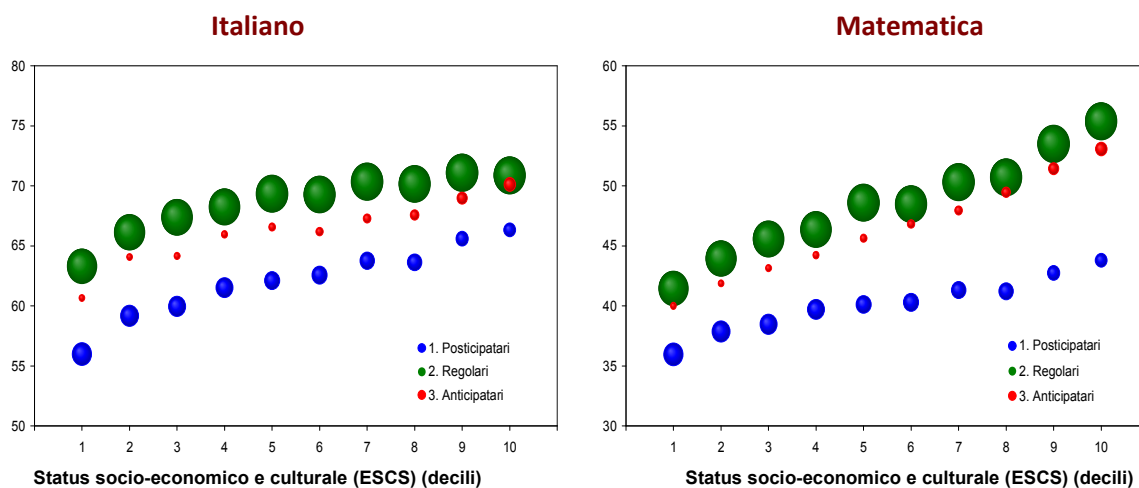 Italiano
80
75
70
65
60
55
50
1 2 3 4 5 6 7 8 9 10
1. Posticipatari
2. Regolari
3. Anticipatari
Status socio-economico e culturale (ESCS) (decili)
Matematica
60
55
50
45
40
35
30
1 2 3 4 5 6 7 8 9 10
1. Posticipatari
2. Regolari
3. Anticipatari
Status socio-economico e culturale (ESCS) (decili)